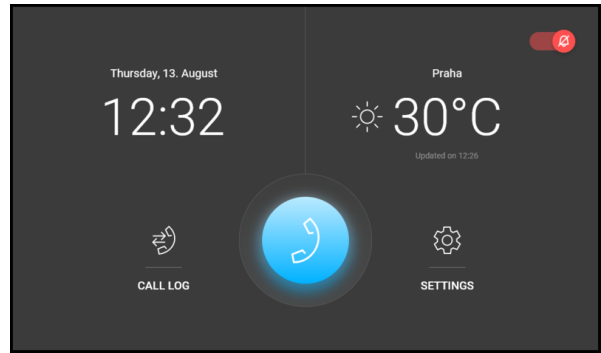 Thursday, 13. August
12:32
Praha
30°C
Updated on 12:26
CALL LOG
SETTINGS